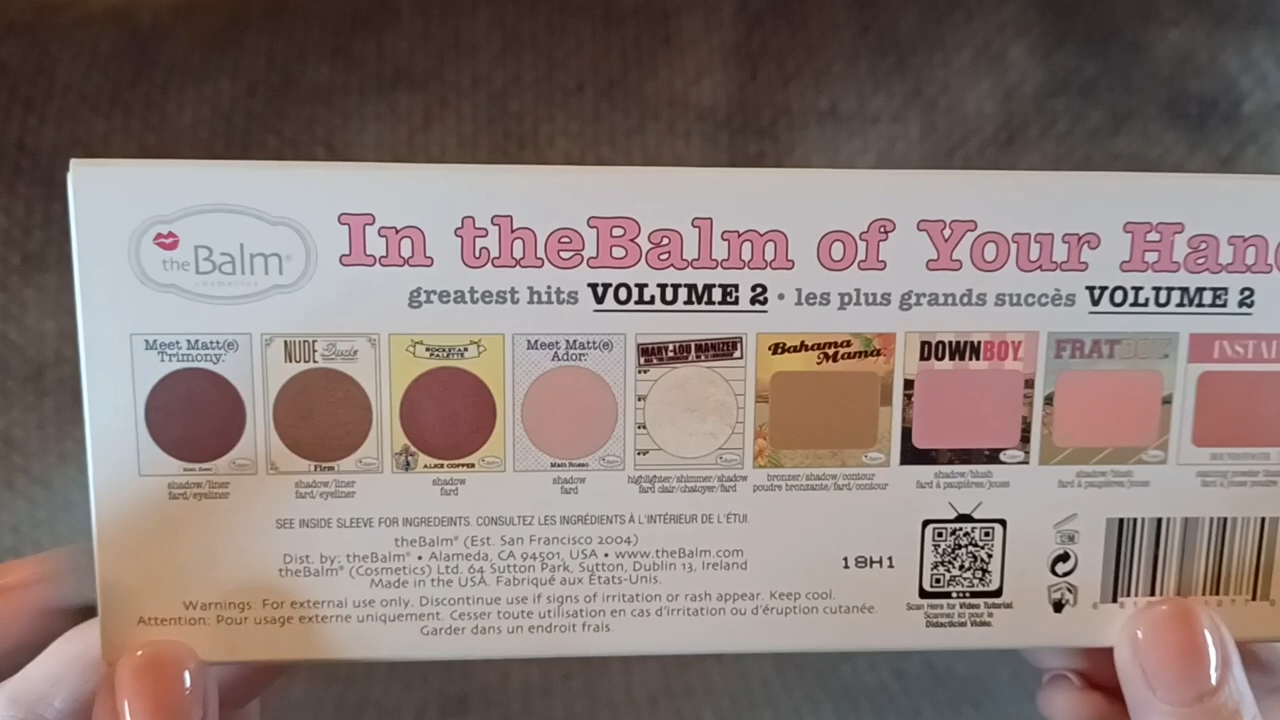 theBalm®
cosmetics
In theBalm of Your Han
greatest hits VOLUME 2 • les plus grands succès VOLUME 2
Meet Matt(e)
Trimony.
NUDE Dude
ROCKSTAR
PALETTE
Meet Matt(e)
Ador.
MARY-LOU MANIZER
Bahama
Mama
DOWNBOY
FRATBOY
INSTAI
Firm
ALICE COPPER
Matt Rosso
shadow/liner
fard/eyeliner
shadow/liner
fard/eyeliner
shadow
fard
shadow
fard
highlighter/shimmer/shadow
fard clair/chatoyer/fard
bronzer/shadow/contour
poudre bronzante/fard/contour
shadow/blush
fard à paupières/joues
shadow/blush
fard à paupières/joues
SEE INSIDE SLEEVE FOR INGREDEINTS. CONSULTEZ LES INGRÉDIENTS À L'INTÉRIEUR DE L'ÉTUI.
theBalm® (Est. San Francisco 2004)
Dist. by: theBalm® • Alameda, CA 94501, USA • www.theBalm.com
theBalm® (Cosmetics) Ltd. 64 Sutton Park, Sutton, Dublin 13, Ireland
Made in the USA. Fabriqué aux États-Unis.
Warnings: For external use only. Discontinue use if signs of irritation or rash appear. Keep cool.
Attention: Pour usage externe uniquement. Cesser toute utilisation en cas d'irritation ou d'éruption cutanée.
Garder dans un endroit frais.
18H1
Scan Here for Video Tutorial.
Scannez ici pour le
Didacticiel Vidéo.
12M